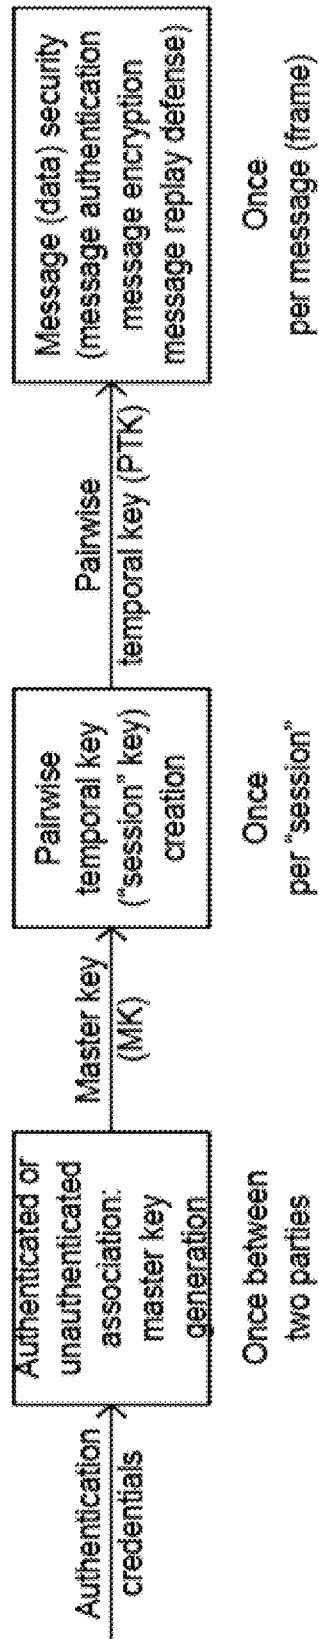 Authentication
credentials
Authenticated or
unauthenticated
association:
master key
generation
Once between
two parties
Master key
(MK)
Pairwise
temporal key
("session" key)
creation
Once
per "session"
Pairwise
temporal key (PTK)
Message (data) security
(message authentication
message encryption
message replay defense)
Once
per message (frame)